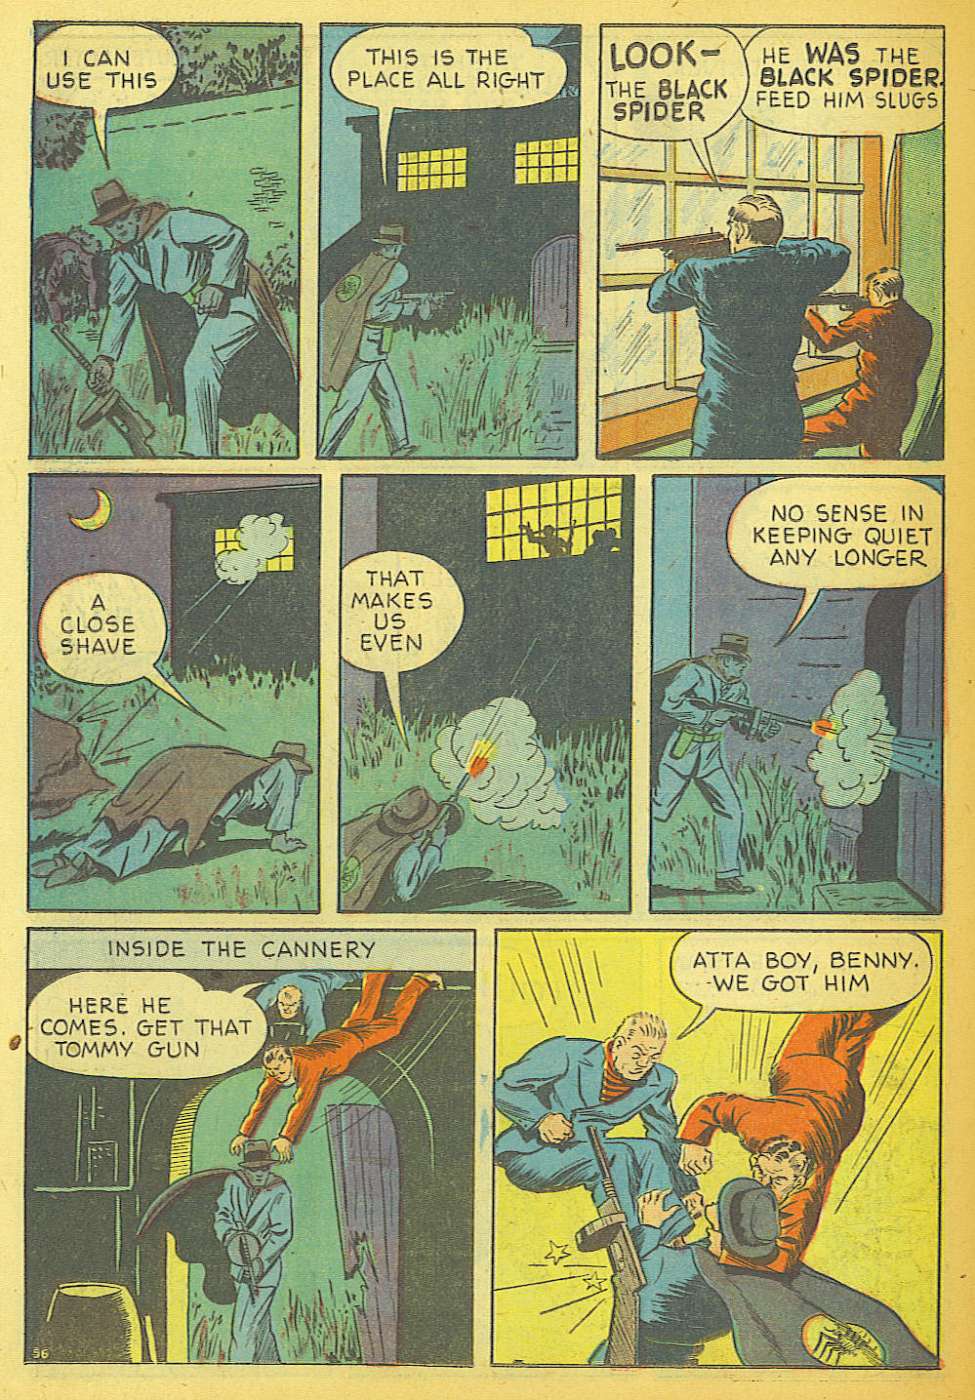 I CAN
USE THIS
THIS IS THE
PLACE ALL RIGHT
LOOK—
THE BLACK
SPIDER
HE WAS THE
BLACK SPIDER.
FEED HIM SLUGS
A
CLOSE
SHAVE
THAT
MAKES
US
EVEN
NO SENSE IN
KEEPING QUIET
ANY LONGER
INSIDE THE CANNERY
HERE HE
COMES. GET THAT
TOMMY GUN
ATTA BOY, BENNY.
WE GOT HIM
56